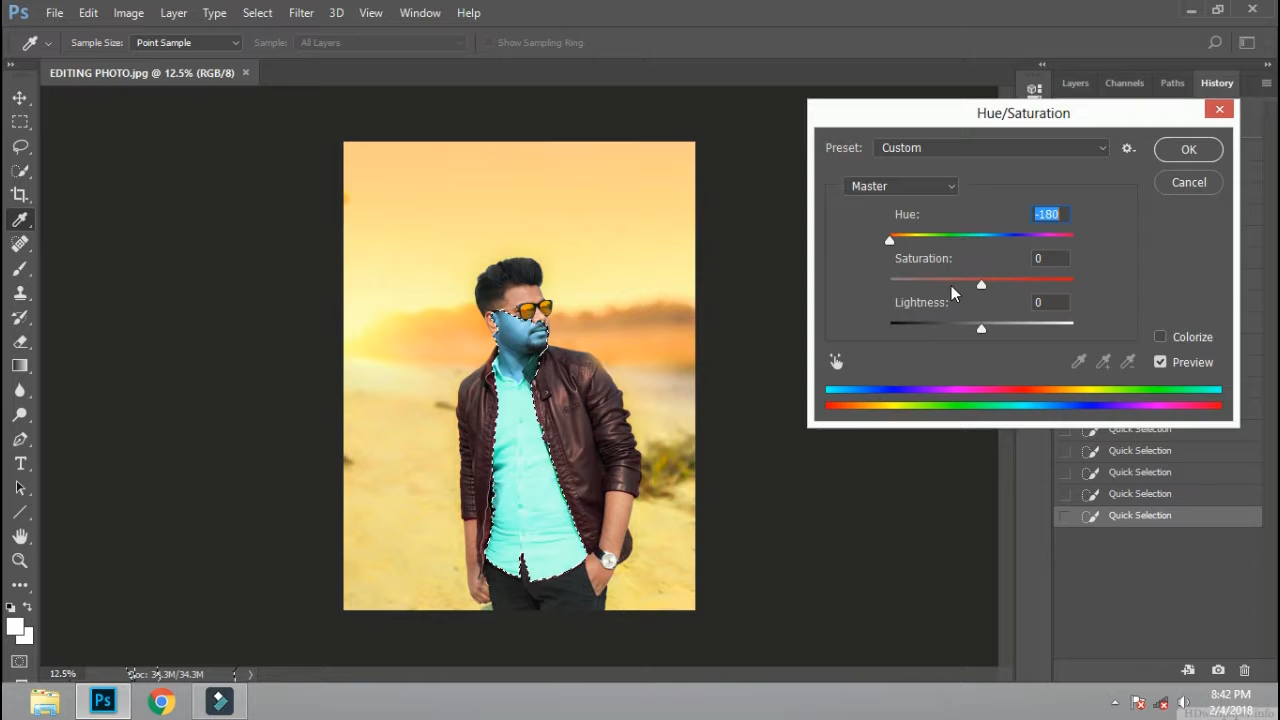 Ps File Edit Image Layer Type Select Filter 3D View Window Help
Sample Size: Point Sample Sample: All Layers Show Sampling Ring
EDITING PHOTO.jpg @ 12.5% (RGB/8) ×
Layers Channels Paths History
Hue/Saturation
Preset: Custom OK
Cancel
Master
Hue: -180
Saturation: 0
Lightness: 0
Colorize
Preview
Quick Selection
Quick Selection
Quick Selection
Quick Selection
Quick Selection
12.5% Doc: 34.3M/34.3M
Ps
8:42 PM
2/4/2018